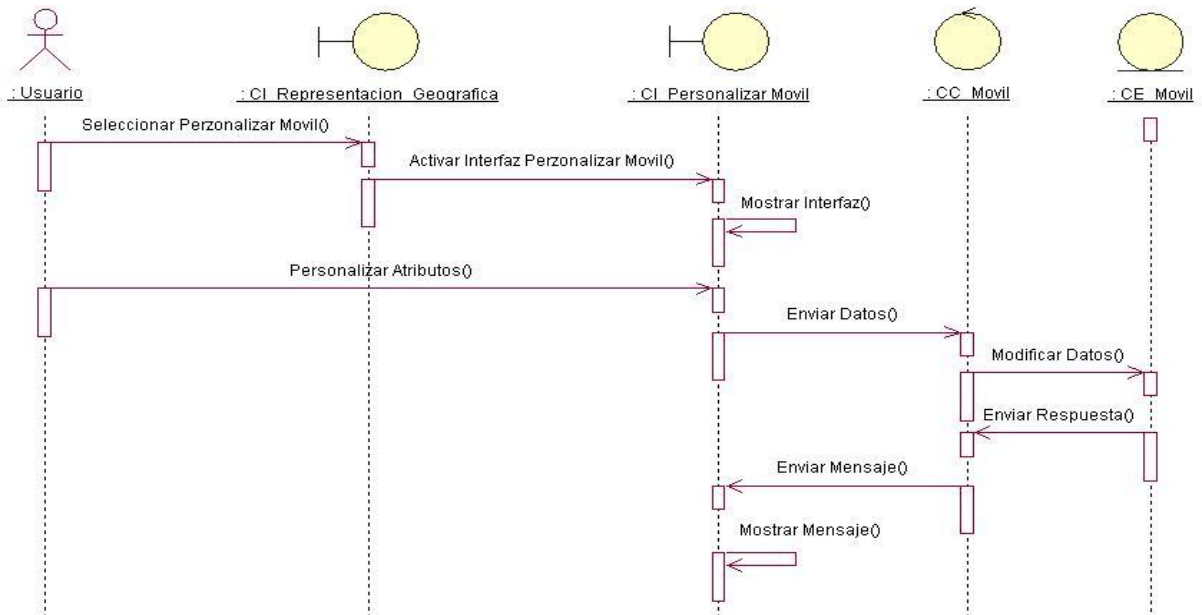 : Usuario
: CI_Representacion_Geografica
: CI_Personalizar Movil
: CC_Movil
: CE_Movil
Seleccionar Perzonalizar Movil()
Activar Interfaz Perzonalizar Movil()
Mostrar Interfaz()
Personalizar Atributos()
Enviar Datos()
Modificar Datos()
Enviar Respuesta()
Enviar Mensaje()
Mostrar Mensaje()